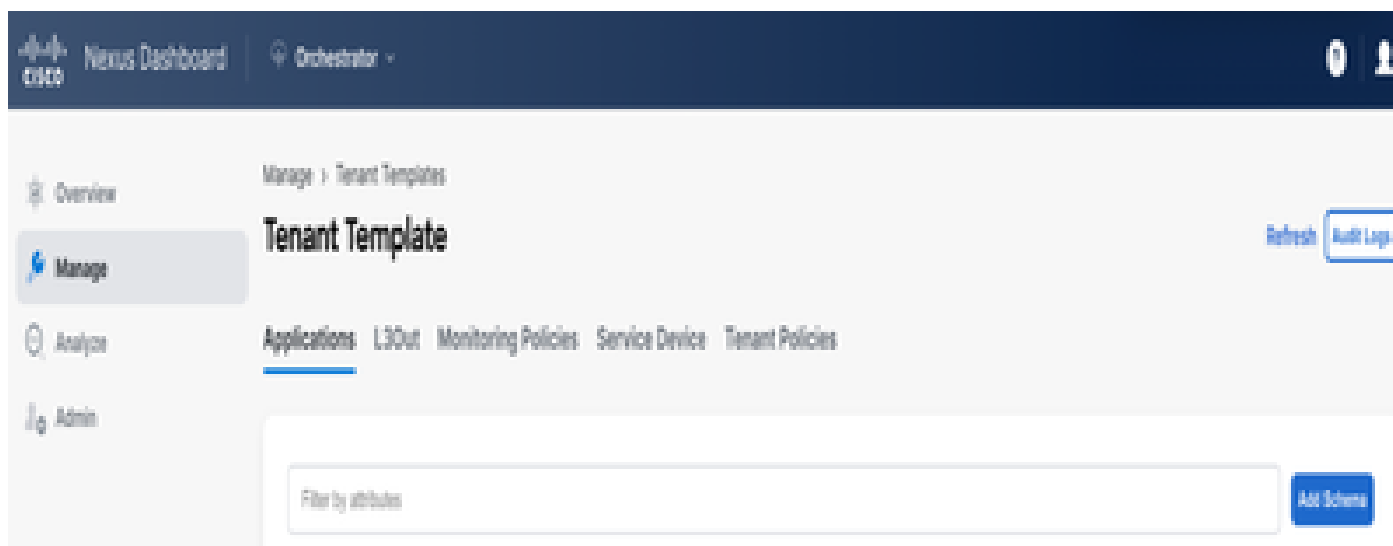 CISCO Nexus Dashboard Orchestrator
Overview
Manage
Analyze
Admin
Manage > Tenant Templates
Tenant Template
Refresh Audit Logs
Applications L3Out Monitoring Policies Service Device Tenant Policies
Filter by attributes Add Schema